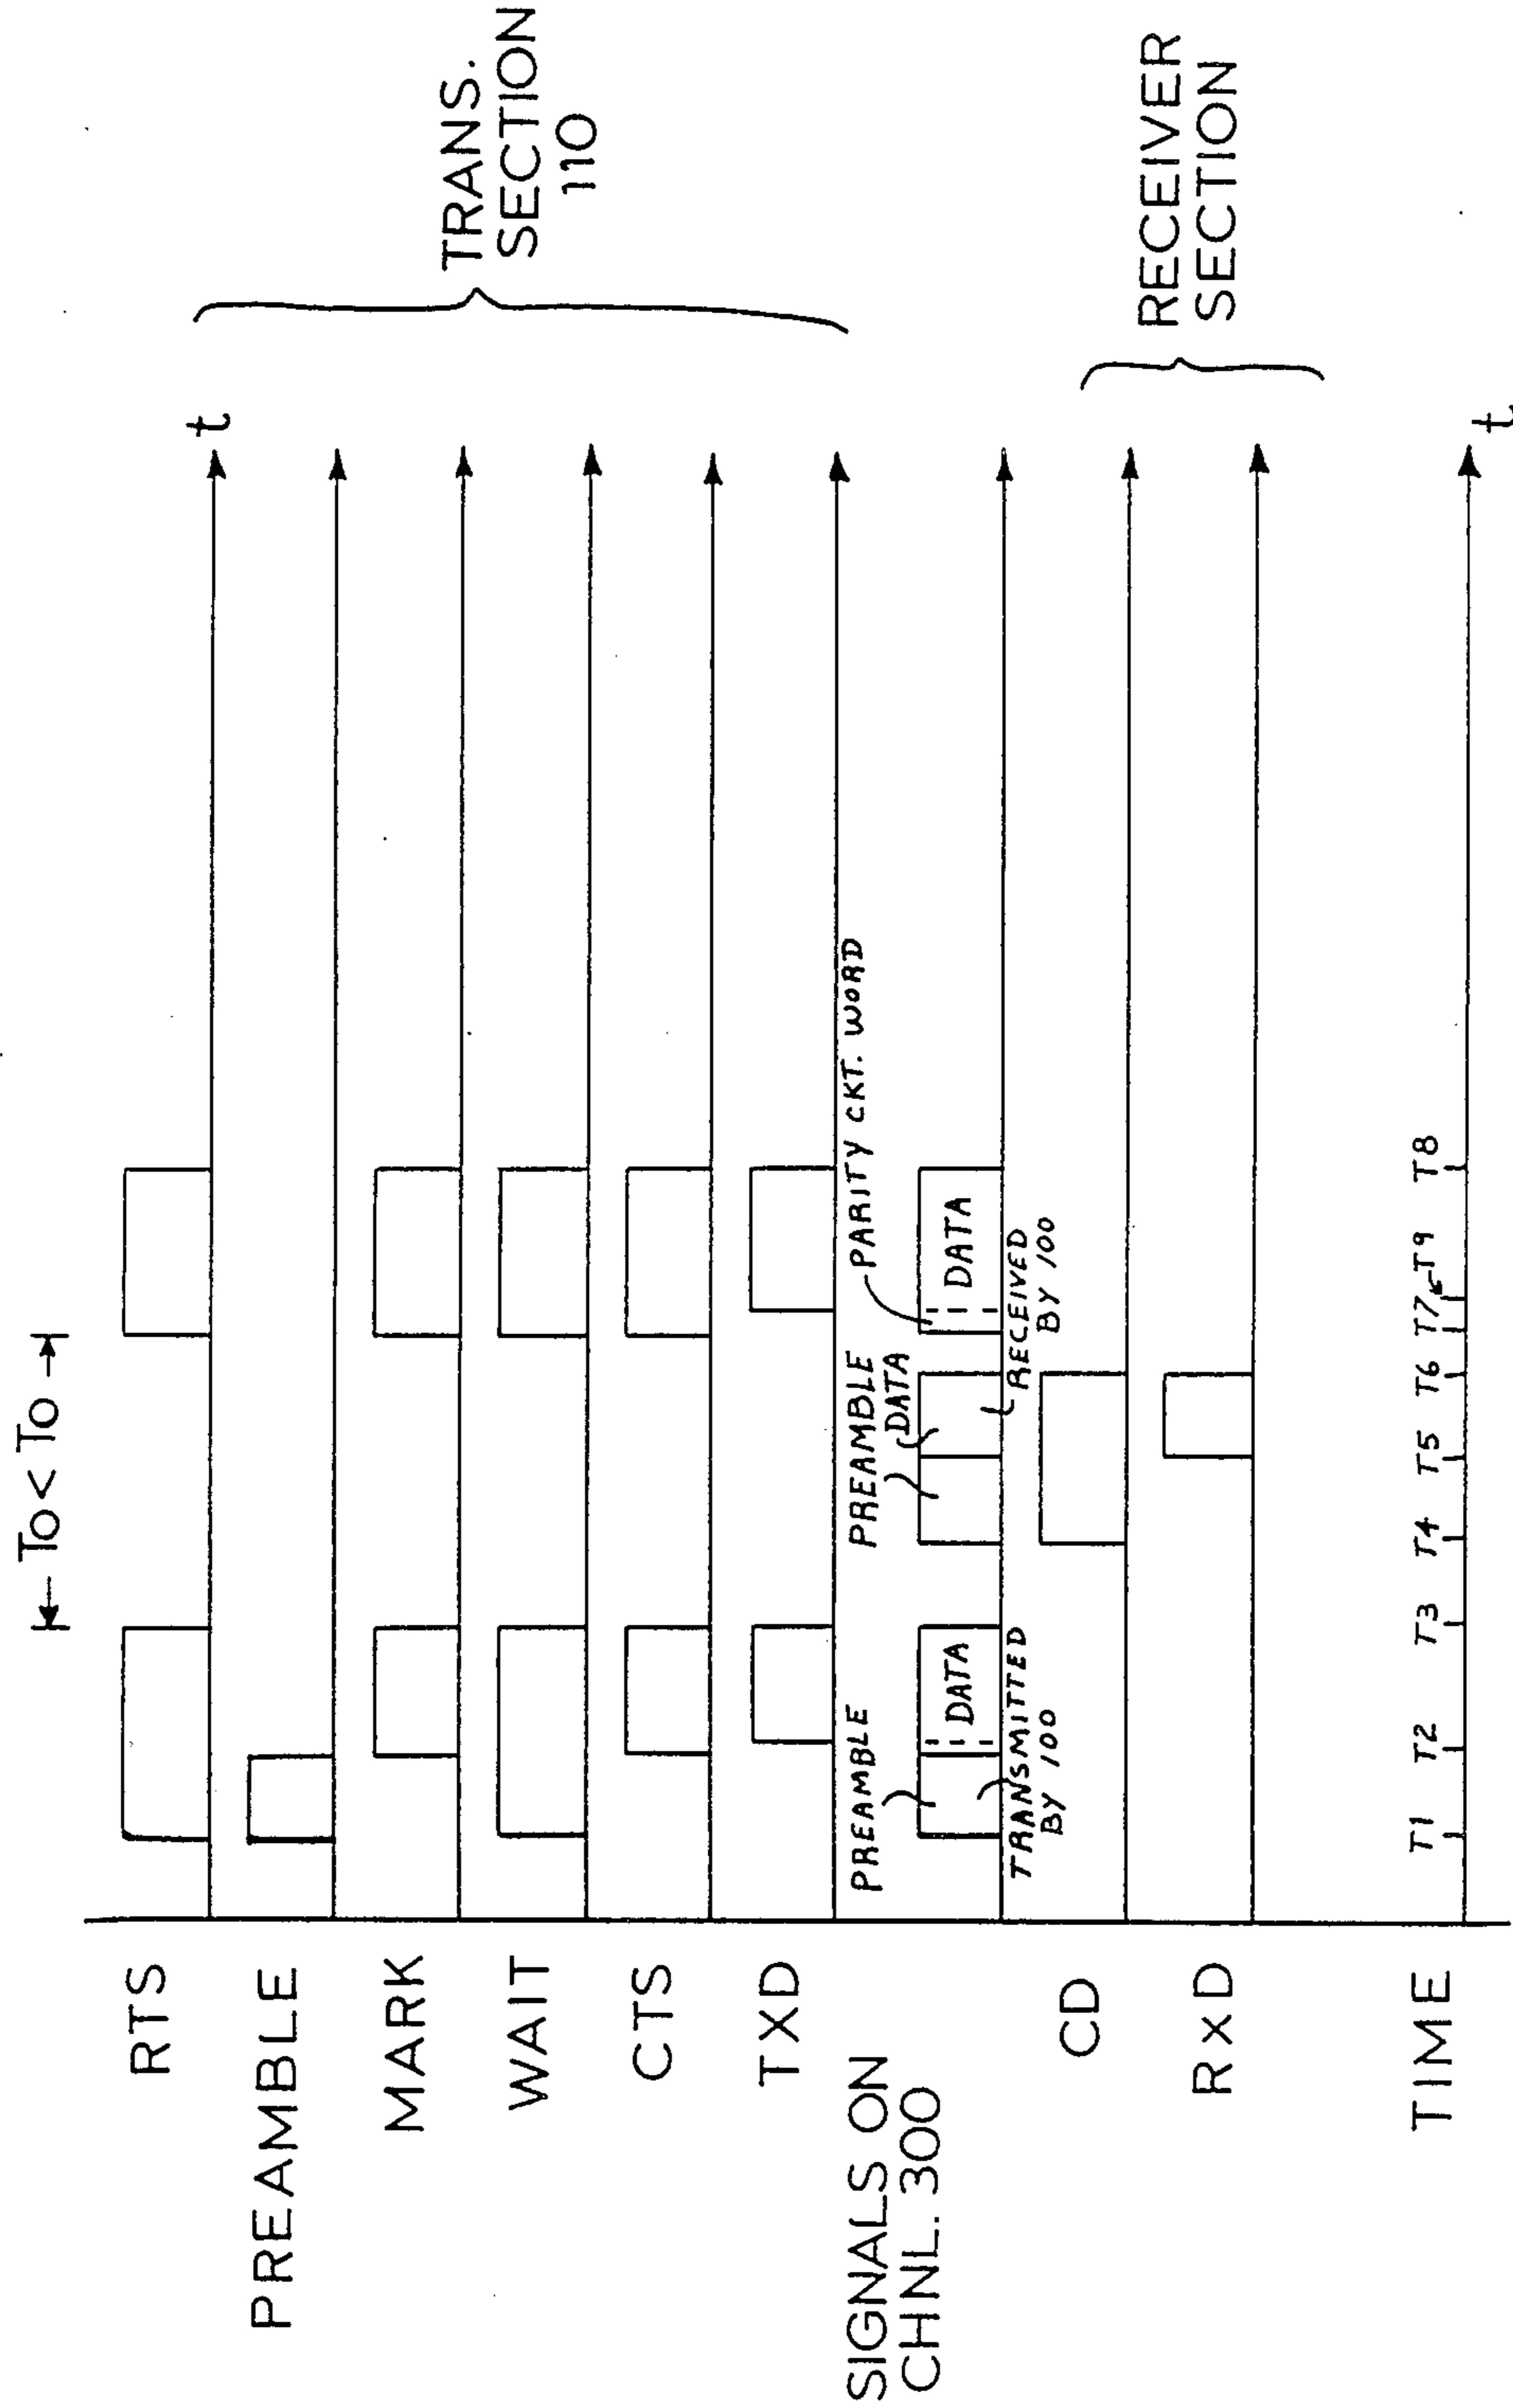 To < To
RTS
t
PREAMBLE
MARK
WAIT
CTS
TXD
TRANS.
SECTION
110
SIGNALS ON
CHNL. 300
PREAMBLE
DATA
TRANSMITTED
BY 100
PREAMBLE
DATA
RECEIVED
BY 100
PARITY CKT. WORD
DATA
CD
RxD
RECEIVER
SECTION
TIME
T1 T2 T3 T4 T5 T6 T7 T9 T8
t